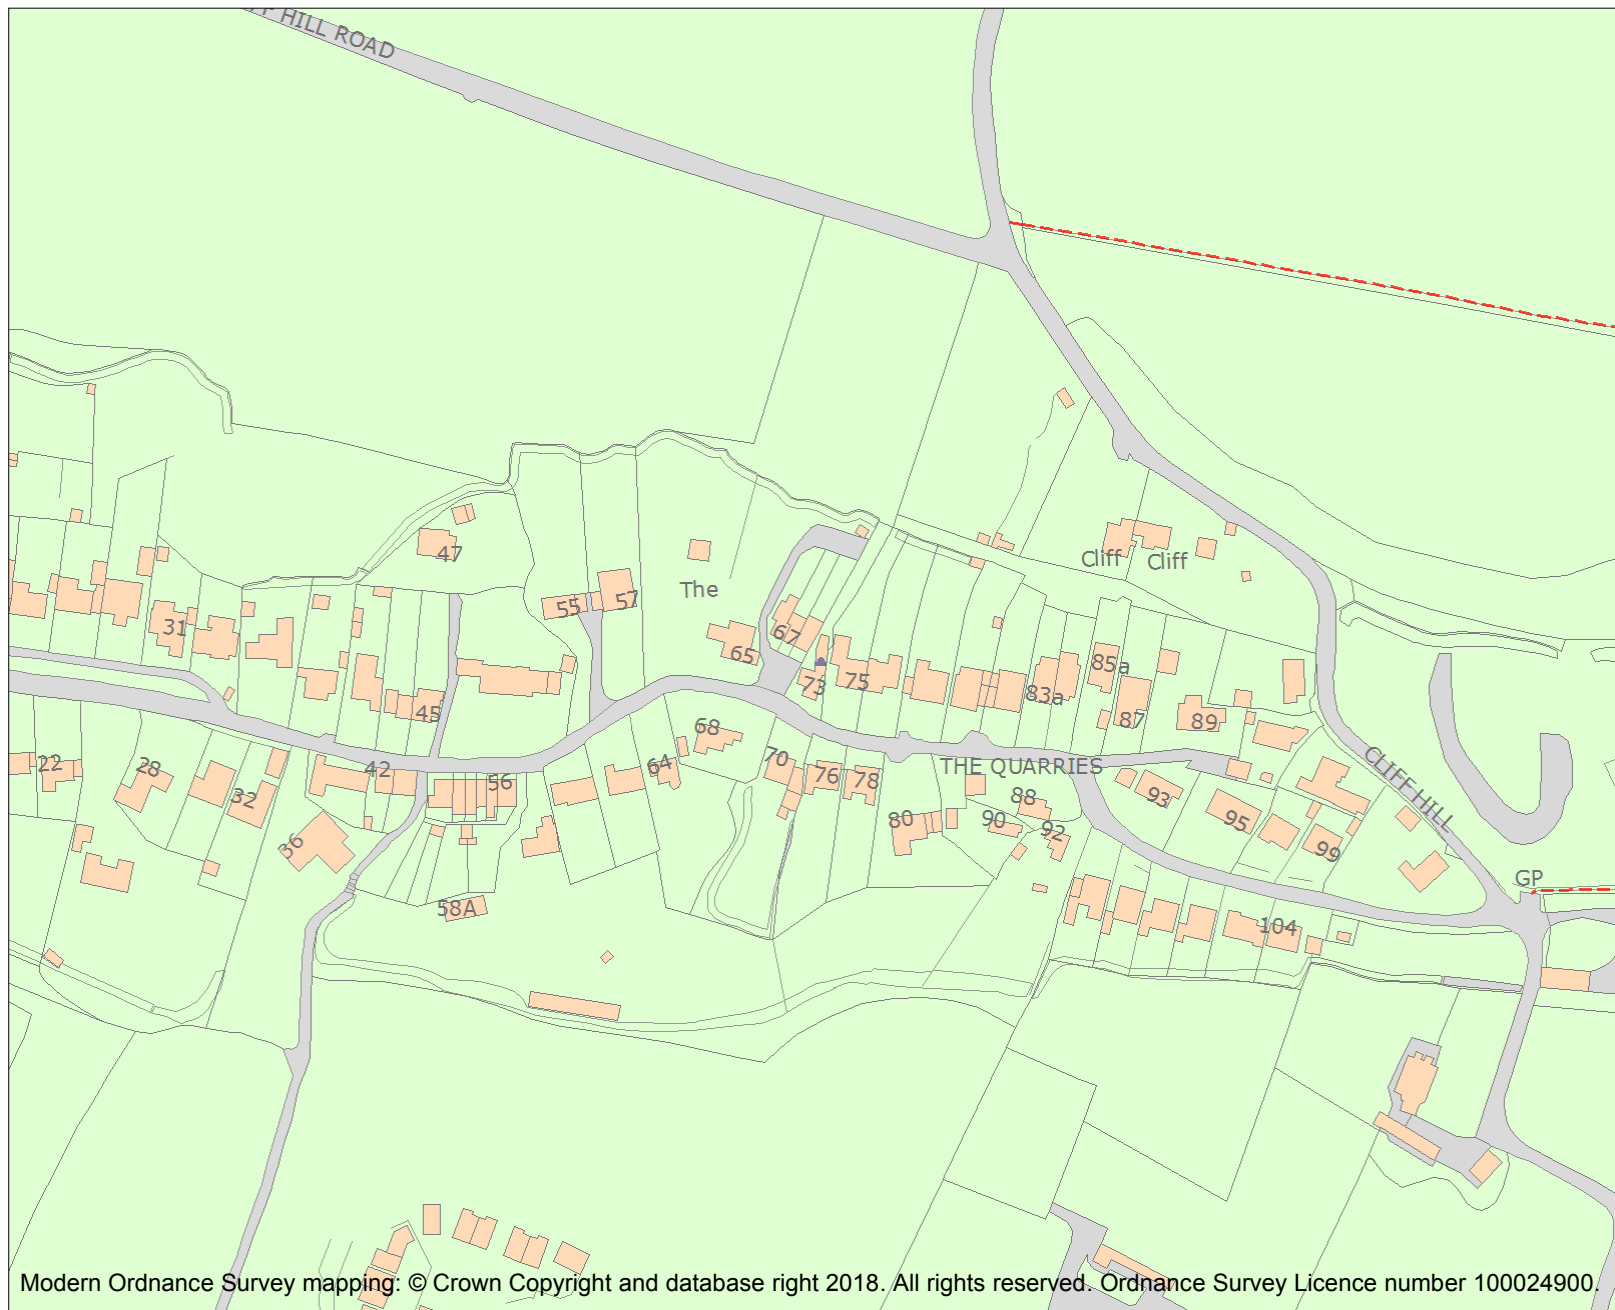 FF HILL ROAD
47
Cliff
Cliff
The
55
57
31
67
65
73
75
85a
83a
87
89
45
68
64
70
76
78
THE QUARRIES
CLIFF HILL
22
28
32
42
56
36
80
88
90
92
93
95
99
58A
104
GP
Modern Ordnance Survey mapping: © Crown Copyright and database right 2018. All rights reserved. Ordnance Survey Licence number 100024900.